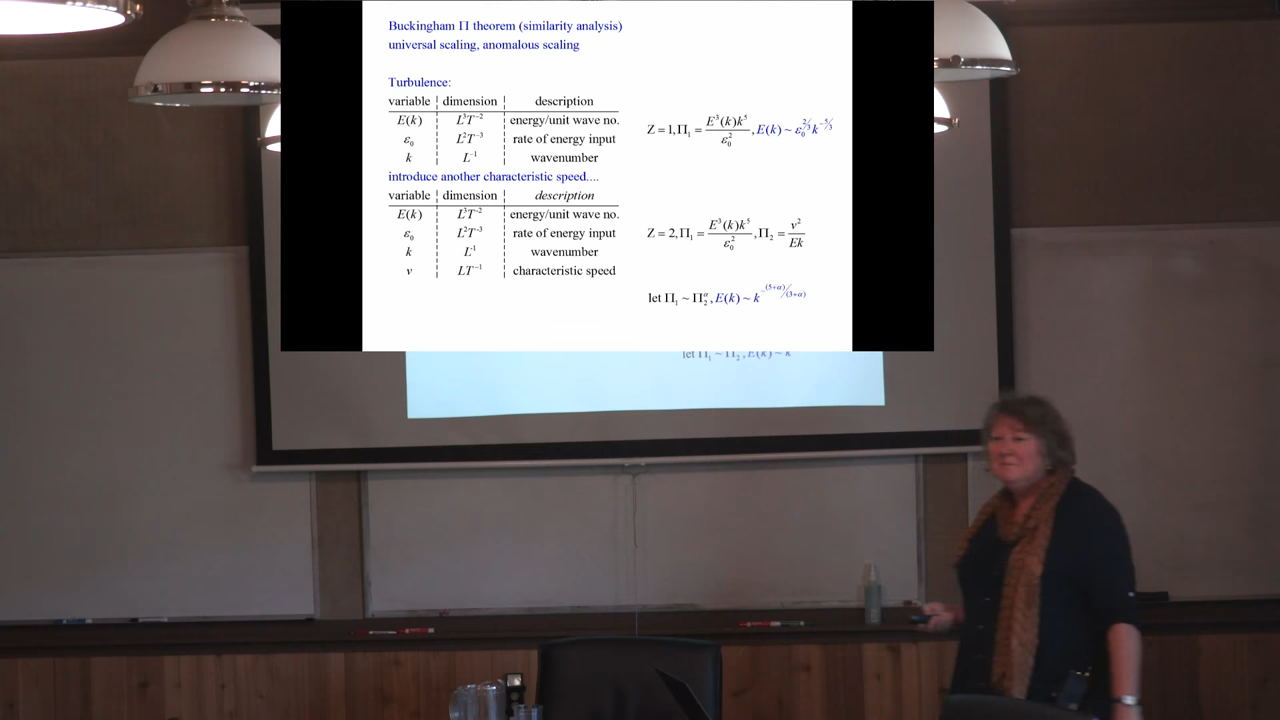 Buckingham Π theorem (similarity analysis)
universal scaling, anomalous scaling
Turbulence:
variable dimension description
E(k) L³T⁻² energy/unit wave no.
ε₀ L²T⁻³ rate of energy input
k L⁻¹ wavenumber
Z = 1, Π₁ = E³(k)k⁵/ε₀², E(k) ~ ε₀^(2/3) k^(-5/3)
introduce another characteristic speed....
variable dimension description
E(k) L³T⁻² energy/unit wave no.
ε₀ L²T⁻³ rate of energy input
k L⁻¹ wavenumber
v LT⁻¹ characteristic speed
Z = 2, Π₁ = E³(k)k⁵/ε₀², Π₂ = v²/Ek
let Π₁ ~ Π₂^α, E(k) ~ k^(-(5+α)/(3+α))
let Π₁ ~ Π₂, E(k) ~ k